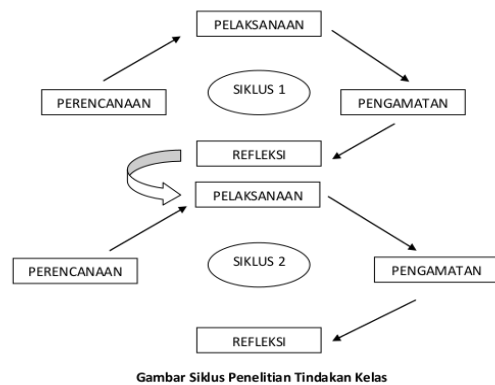 PELAKSANAAN
SIKLUS 1
PERENCANAAN
PENGAMATAN
REFLEKSI
PELAKSANAAN
SIKLUS 2
PERENCANAAN
PENGAMATAN
REFLEKSI
Gambar Siklus Penelitian Tindakan Kelas